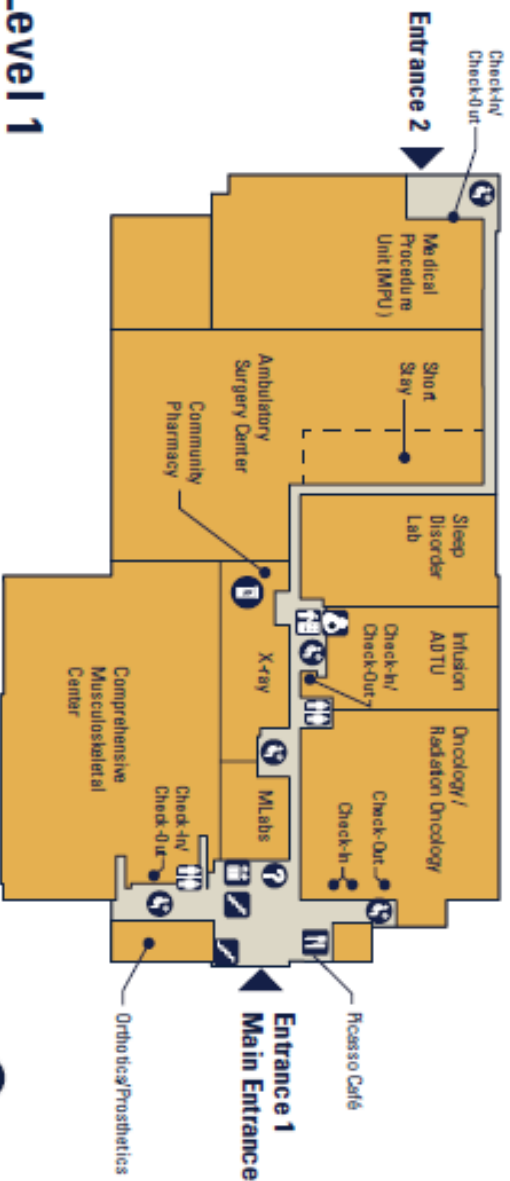 Level 1
Check-In/
Check-Out
Entrance 2
Medical
Procedure
Unit (MPU)
Short
Stay
Ambulatory
Surgery Center
Community
Pharmacy
Sleep
Disorder
Lab
Infusion
ADTU
Check-In/
Check-Out
Oncology/
Radiation Oncology
Check-Out
Check-In
X-ray
MLabs
?
Comprehensive
Musculoskeletal
Center
Check-In/
Check-Out
Picasso Café
Entrance 1
Main Entrance
Orthotics/Prosthetics